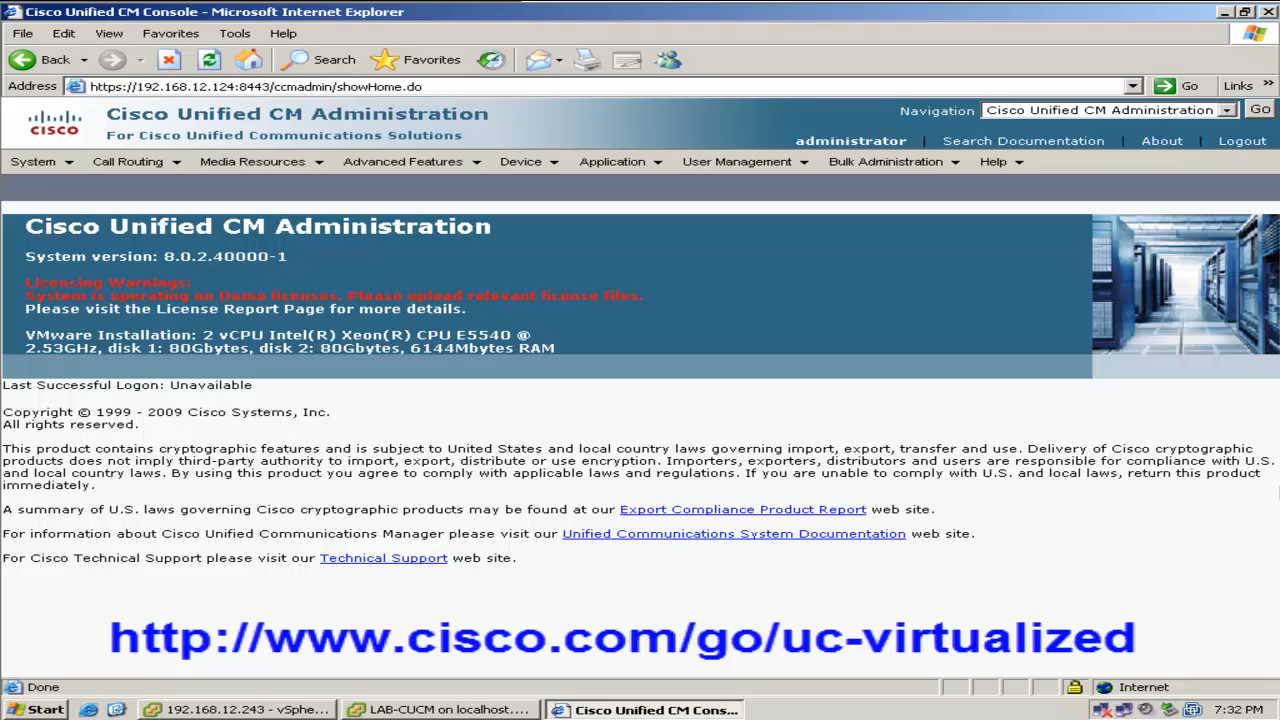 Cisco Unified CM Console - Microsoft Internet Explorer
File Edit View Favorites Tools Help
Back Search Favorites
Address https://192.168.12.124:8443/ccmadmin/showHome.do Go Links »
CISCO
Cisco Unified CM Administration
For Cisco Unified Communications Solutions
Navigation Cisco Unified CM Administration Go
administrator Search Documentation About Logout
System Call Routing Media Resources Advanced Features Device Application User Management Bulk Administration Help
Cisco Unified CM Administration
System version: 8.0.2.40000-1
Licensing Warnings:
System is operating on Demo licenses. Please upload relevant license files.
Please visit the License Report Page for more details.
VMware Installation: 2 vCPU Intel(R) Xeon(R) CPU E5540 @
2.53GHz, disk 1: 80Gbytes, disk 2: 80Gbytes, 6144Mbytes RAM
Last Successful Logon: Unavailable
Copyright © 1999 - 2009 Cisco Systems, Inc.
All rights reserved.
This product contains cryptographic features and is subject to United States and local country laws governing import, export, transfer and use. Delivery of Cisco cryptographic
products does not imply third-party authority to import, export, distribute or use encryption. Importers, exporters, distributors and users are responsible for compliance with U.S.
and local country laws. By using this product you agree to comply with applicable laws and regulations. If you are unable to comply with U.S. and local laws, return this product
immediately.
A summary of U.S. laws governing Cisco cryptographic products may be found at our Export Compliance Product Report web site.
For information about Cisco Unified Communications Manager please visit our Unified Communications System Documentation web site.
For Cisco Technical Support please visit our Technical Support web site.
http://www.cisco.com/go/uc-virtualized
Done Internet
Start 192.168.12.243 - vSphe... LAB-CUCM on localhost.... Cisco Unified CM Cons... 7:32 PM